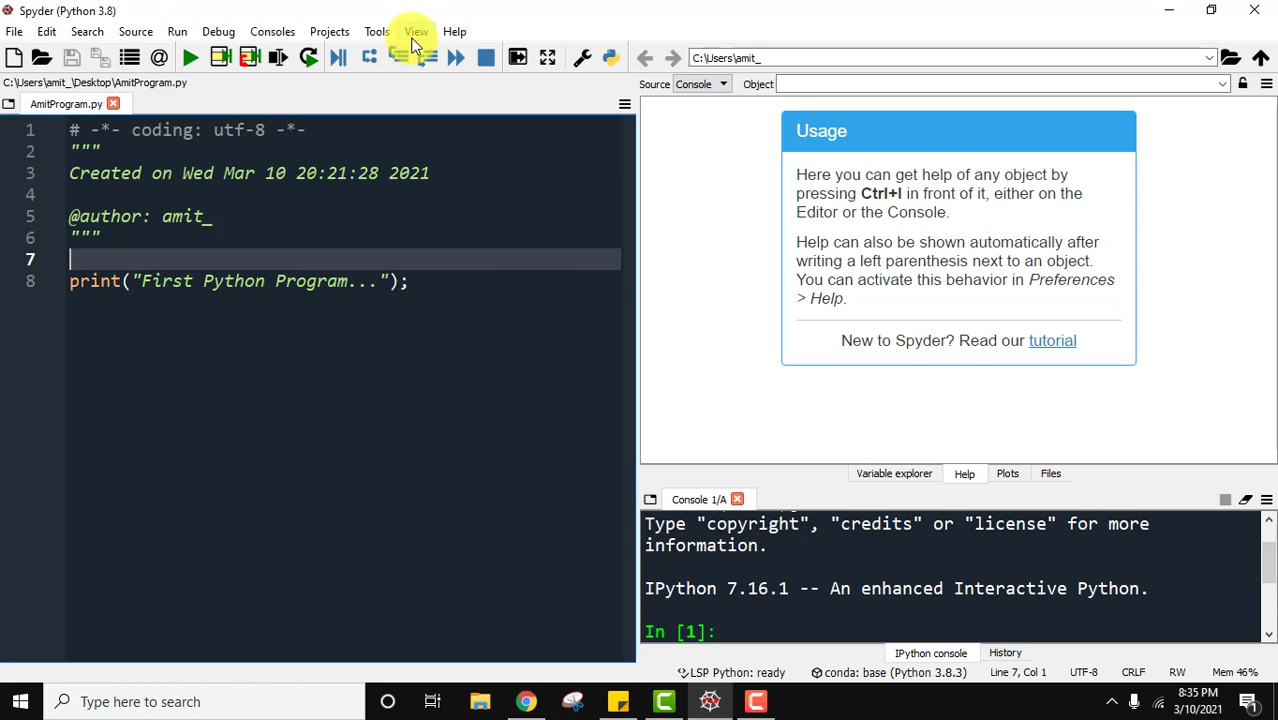 Spyder (Python 3.8)
File Edit Search Source Run Debug Consoles Projects Tools View Help
C:\Users\amit_
C:\Users\amit_\Desktop\AmitProgram.py
Source Console Object
AmitProgram.py
1 # -*- coding: utf-8 -*-
2 """
3 Created on Wed Mar 10 20:21:28 2021
4
5 @author: amit_
6 """
7
8 print("First Python Program...");
Usage
Here you can get help of any object by
pressing Ctrl+I in front of it, either on the
Editor or the Console.
Help can also be shown automatically after
writing a left parenthesis next to an object.
You can activate this behavior in Preferences
> Help.
New to Spyder? Read our tutorial
Variable explorer Help Plots Files
Console 1/A
Type "copyright", "credits" or "license" for more
information.
IPython 7.16.1 -- An enhanced Interactive Python.
In [1]:
IPython console History
LSP Python: ready conda: base (Python 3.8.3) Line 7, Col 1 UTF-8 CRLF RW Mem 46%
Type here to search
8:35 PM
3/10/2021
1